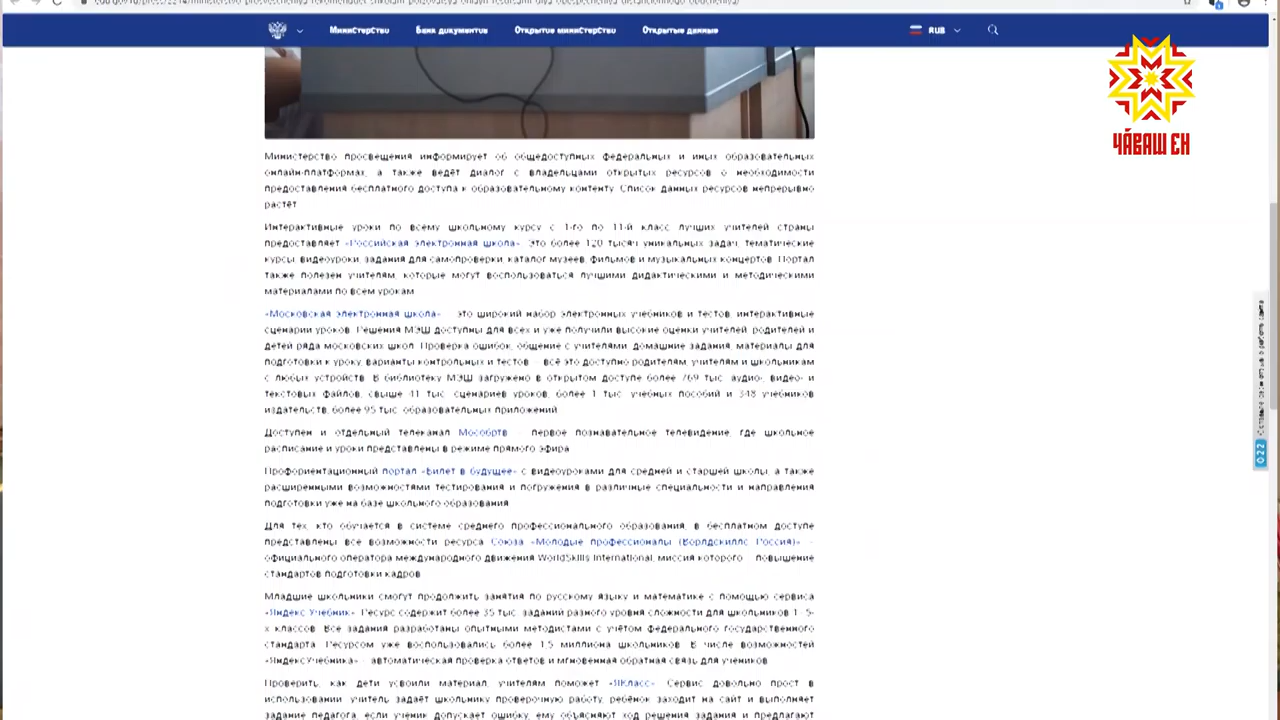 Министерство Банк документов Открытое министерство Открытые данные RUB
ЧӐВАШ ЕН
Министерство просвещения информирует об общедоступных федеральных и иных образовательных
онлайн-платформах, а также ведёт диалог с владельцами открытых ресурсов о необходимости
предоставления бесплатного доступа к образовательному контенту. Список данных ресурсов непрерывно
растёт.
Интерактивные уроки по всему школьному курсу с 1-го по 11-й класс лучших учителей страны
предоставляет «Российская электронная школа». Это более 120 тысяч уникальных задач, тематические
курсы, видеоуроки, задания для самопроверки, каталог музеев, фильмов и музыкальных концертов. Портал
также полезен учителям, которые могут воспользоваться лучшими дидактическими и методическими
материалами по всем урокам.
«Московская электронная школа» – это широкий набор электронных учебников и тестов, интерактивные
сценарии уроков. Решения МЭШ доступны для всех и уже получили высокие оценки учителей, родителей и
детей ряда московских школ. Проверка ошибок, общение с учителями, домашние задания, материалы для
подготовки к уроку, варианты контрольных и тестов – всё это доступно родителям, учителям и школьникам
с любых устройств. В библиотеку МЭШ загружено в открытом доступе более 769 тыс. аудио-, видео- и
текстовых файлов, свыше 41 тыс. сценариев уроков, более 1 тыс. учебных пособий и 348 учебников
издательств, более 95 тыс. образовательных приложений.
Доступен и отдельный телеканал Мособртв – первое познавательное телевидение, где школьное
расписание и уроки представлены в режиме прямого эфира.
Профориентационный портал «Билет в будущее» с видеоуроками для средней и старшей школы, а также
расширенными возможностями тестирования и погружения в различные специальности и направления
подготовки уже на базе школьного образования.
Для тех, кто обучается в системе среднего профессионального образования, в бесплатном доступе
представлены все возможности ресурса Союза «Молодые профессионалы (Ворлдскиллс Россия)» –
официального оператора международного движения WorldSkills International, миссия которого – повышение
стандартов подготовки кадров.
Младшие школьники смогут продолжить занятия по русскому языку и математике с помощью сервиса
«Яндекс.Учебник». Ресурс содержит более 35 тыс. заданий разного уровня сложности для школьников 1–5-
х классов. Все задания разработаны опытными методистами с учётом федерального государственного
стандарта. Ресурсом уже воспользовались более 1,5 миллиона школьников. В числе возможностей
«Яндекс.Учебника» – автоматическая проверка ответов и мгновенная обратная связь для учеников.
Проверить, как дети усвоили материал, учителям поможет «ЯКласс». Сервис довольно прост в
использовании: учитель задаёт школьнику проверочную работу, ребёнок заходит на сайт и выполняет
задание педагога; если ученик допускает ошибку, ему объясняют ход решения задания и предлагают